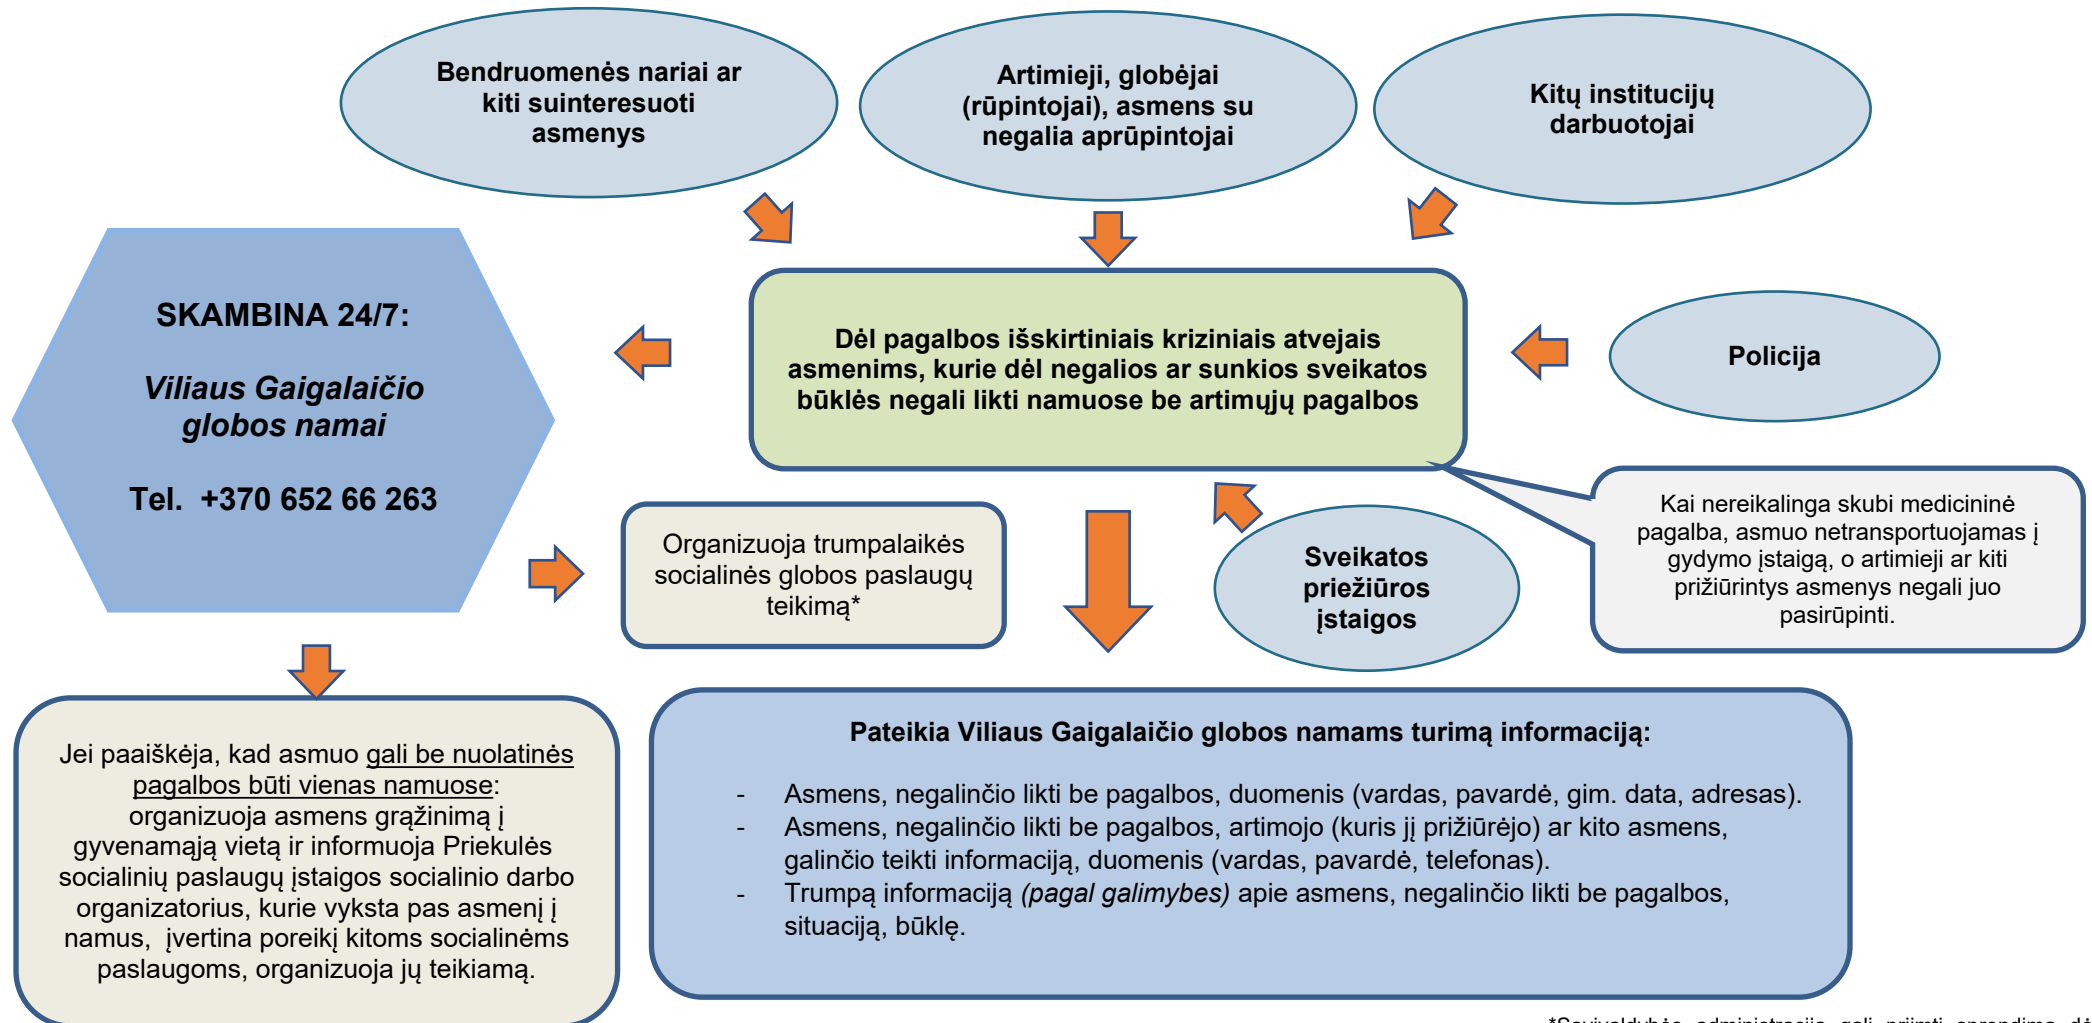 Bendruomenės nariai ar
kiti suinteresuoti
asmenys
Artimieji, globėjai
(rūpintojai), asmens su
negalia aprūpintojai
Kitų institucijų
darbuotojai
SKAMBINA 24/7:
Viliaus Gaigalaičio
globos namai
Tel.  +370 652 66 263
Dėl pagalbos išskirtiniais kriziniais atvejais
asmenims, kurie dėl negalios ar sunkios sveikatos
būklės negali likti namuose be artimųjų pagalbos
Policija
Kai nereikalinga skubi medicininė
pagalba, asmuo netransportuojamas į
gydymo įstaigą, o artimieji ar kiti
prižiūrintys asmenys negali juo
pasirūpinti.
Organizuoja trumpalaikės
socialinės globos paslaugų
teikimą*
Sveikatos
priežiūros
įstaigos
Jei paaiškėja, kad asmuo gali be nuolatinės
pagalbos būti vienas namuose:
organizuoja asmens grąžinimą į
gyvenamąją vietą ir informuoja Priekulės
socialinių paslaugų įstaigos socialinio darbo
organizatorius, kurie vyksta pas asmenį į
namus,  įvertina poreikį kitoms socialinėms
paslaugoms, organizuoja jų teikiamą.
Pateikia Viliaus Gaigalaičio globos namams turimą informaciją:
- Asmens, negalinčio likti be pagalbos, duomenis (vardas, pavardė, gim. data, adresas).
- Asmens, negalinčio likti be pagalbos, artimojo (kuris jį prižiūrėjo) ar kito asmens,
galinčio teikti informaciją, duomenis (vardas, pavardė, telefonas).
- Trumpą informaciją (pagal galimybes) apie asmens, negalinčio likti be pagalbos,
situaciją, būklę.